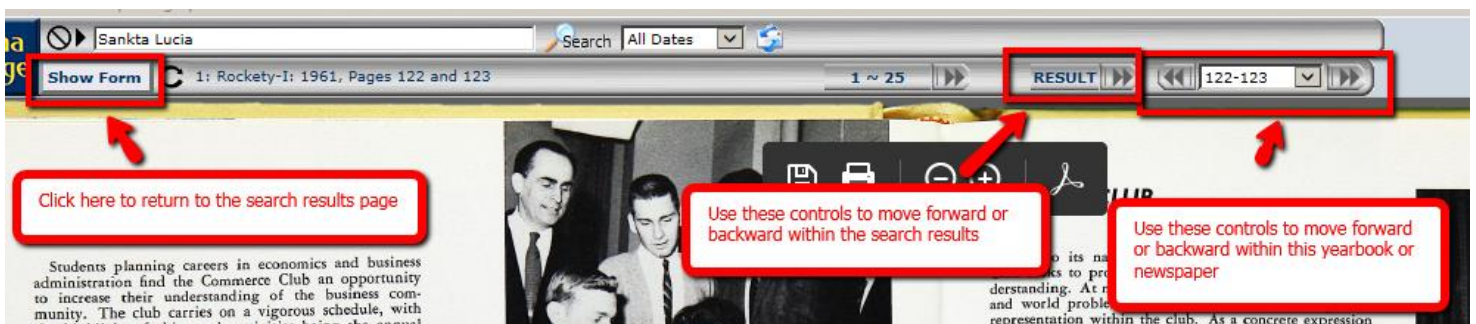 Sankta Lucia
Search
All Dates
Show Form
1: Rockety-I: 1961, Pages 122 and 123
1 ~ 25
RESULT
122-123
Click here to return to the search results page
Use these controls to move forward or
backward within the search results
Use these controls to move forward
or backward within this yearbook or
newspaper
Students planning careers in economics and business
administration find the Commerce Club an opportunity
to increase their understanding of the business com-
munity. The club carries on a vigorous schedule, with
CLUB
to its
to
derstanding. At
and world
representation within the club. As a concrete expression